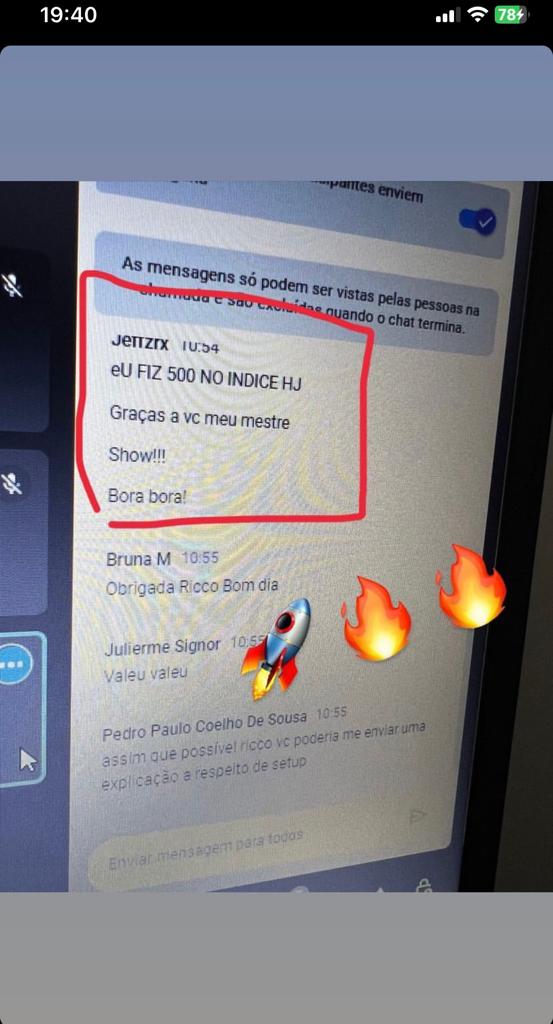 19:40
78
ipantes enviem
As mensagens só podem ser vistas pelas pessoas na
chamada e são excluídas quando o chat termina.
Jerrzrx 10:54
eU FIZ 500 NO INDICE HJ
Graças a vc meu mestre
Show!!!
Bora bora!
Bruna M 10:55
Obrigada Ricco Bom dia
Julierme Signor 10:55
Valeu valeu
Pedro Paulo Coelho De Sousa 10:55
assim que possível ricco vc poderia me enviar uma
explicação a respeito de setup
Enviar mensagem para todos